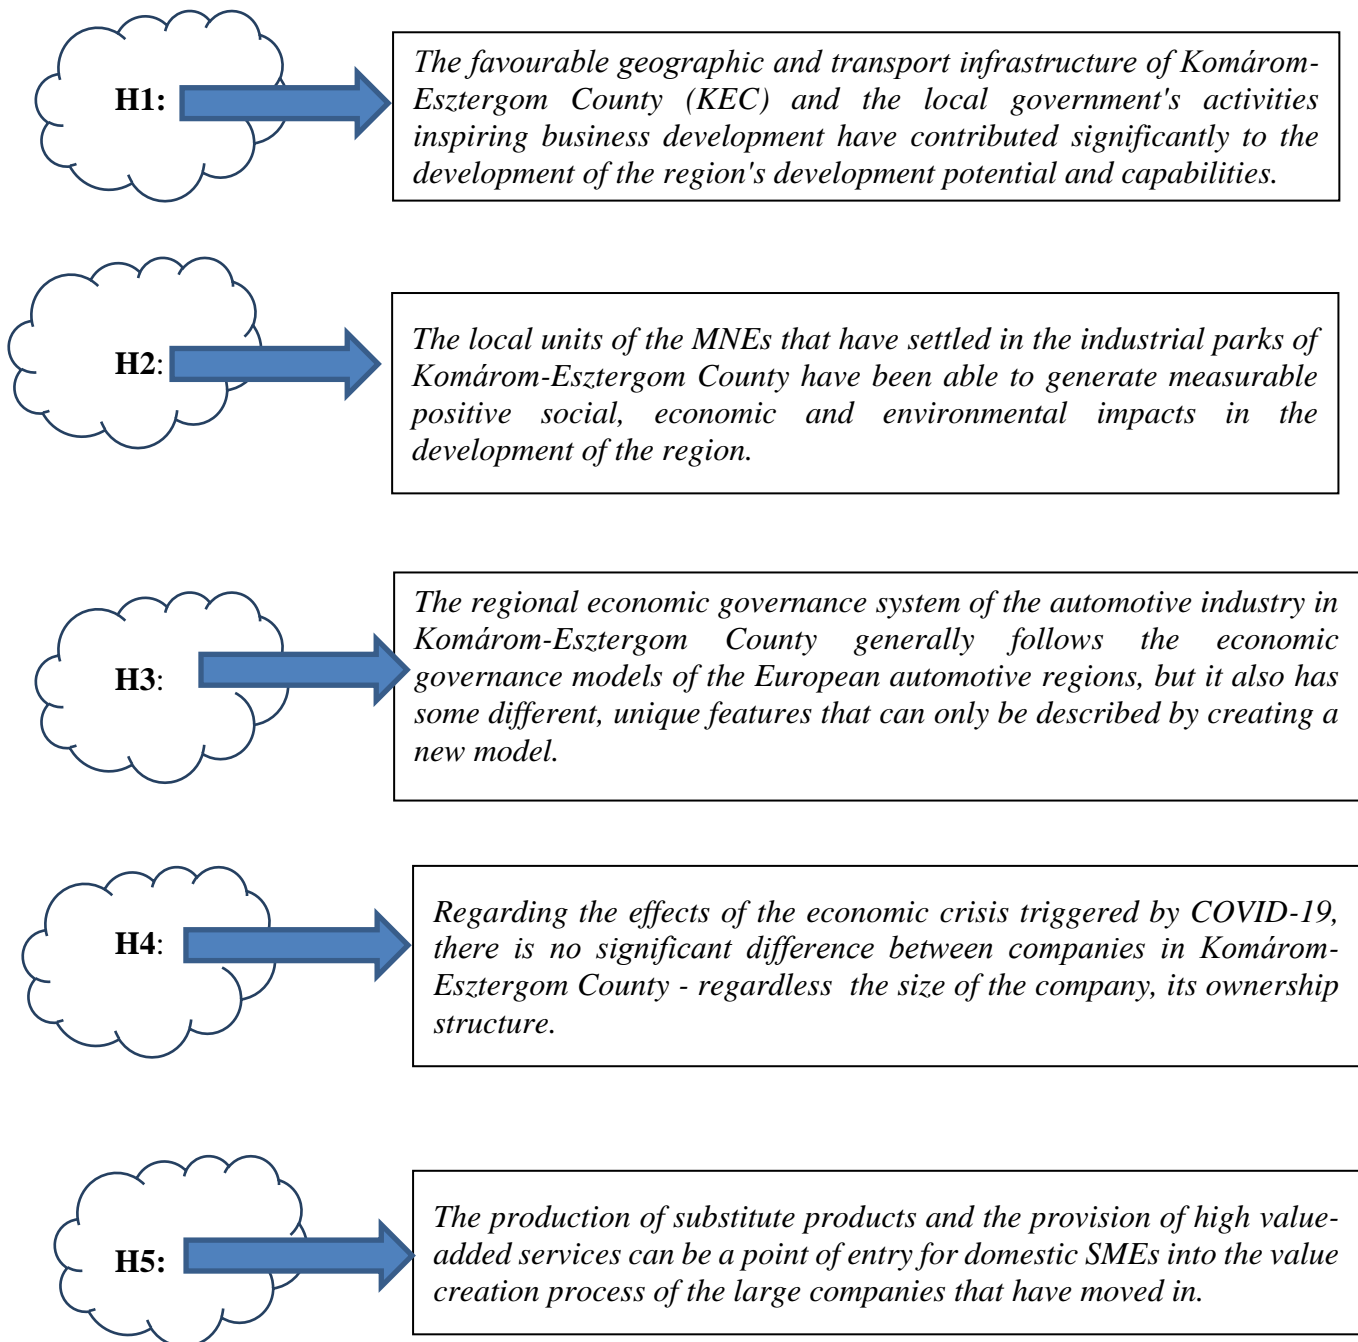 H1:
The favourable geographic and transport infrastructure of Komárom-
Esztergom County (KEC) and the local government's activities
inspiring business development have contributed significantly to the
development of the region's development potential and capabilities.
H2:
The local units of the MNEs that have settled in the industrial parks of
Komárom-Esztergom County have been able to generate measurable
positive social, economic and environmental impacts in the
development of the region.
H3:
The regional economic governance system of the automotive industry in
Komárom-Esztergom County generally follows the economic
governance models of the European automotive regions, but it also has
some different, unique features that can only be described by creating a
new model.
H4:
Regarding the effects of the economic crisis triggered by COVID-19,
there is no significant difference between companies in Komárom-
Esztergom County - regardless the size of the company, its ownership
structure.
H5:
The production of substitute products and the provision of high value-
added services can be a point of entry for domestic SMEs into the value
creation process of the large companies that have moved in.